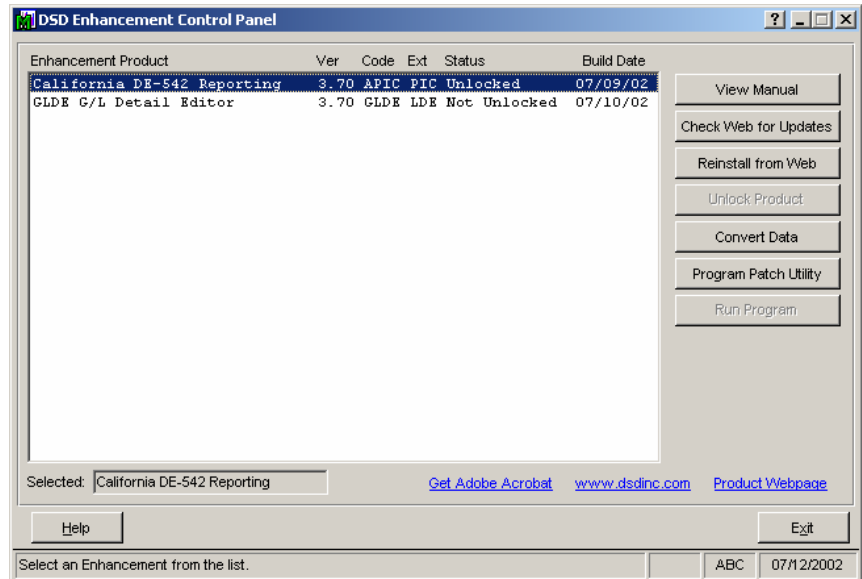 DSD Enhancement Control Panel
Enhancement Product Ver Code Ext Status Build Date
California DE-542 Reporting 3.70 APIC PIC Unlocked 07/09/02
GLDE G/L Detail Editor 3.70 GLDE LDE Not Unlocked 07/10/02
View Manual
Check Web for Updates
Reinstall from Web
Unlock Product
Convert Data
Program Patch Utility
Run Program
Selected: California DE-542 Reporting Get Adobe Acrobat www.dsdinc.com Product Webpage
Help Exit
Select an Enhancement from the list. ABC 07/12/2002